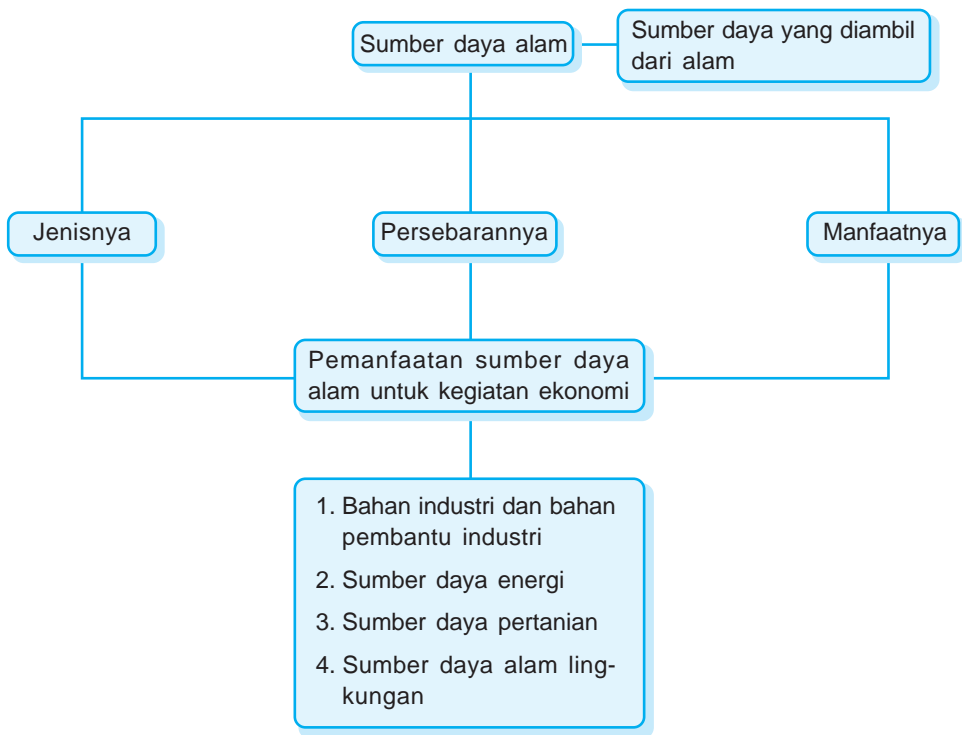 Sumber daya alam
Sumber daya yang diambil
dari alam
Jenisnya
Persebarannya
Manfaatnya
Pemanfaatan sumber daya
alam untuk kegiatan ekonomi
1. Bahan industri dan bahan
pembantu industri
2. Sumber daya energi
3. Sumber daya pertanian
4. Sumber daya alam ling-
kungan